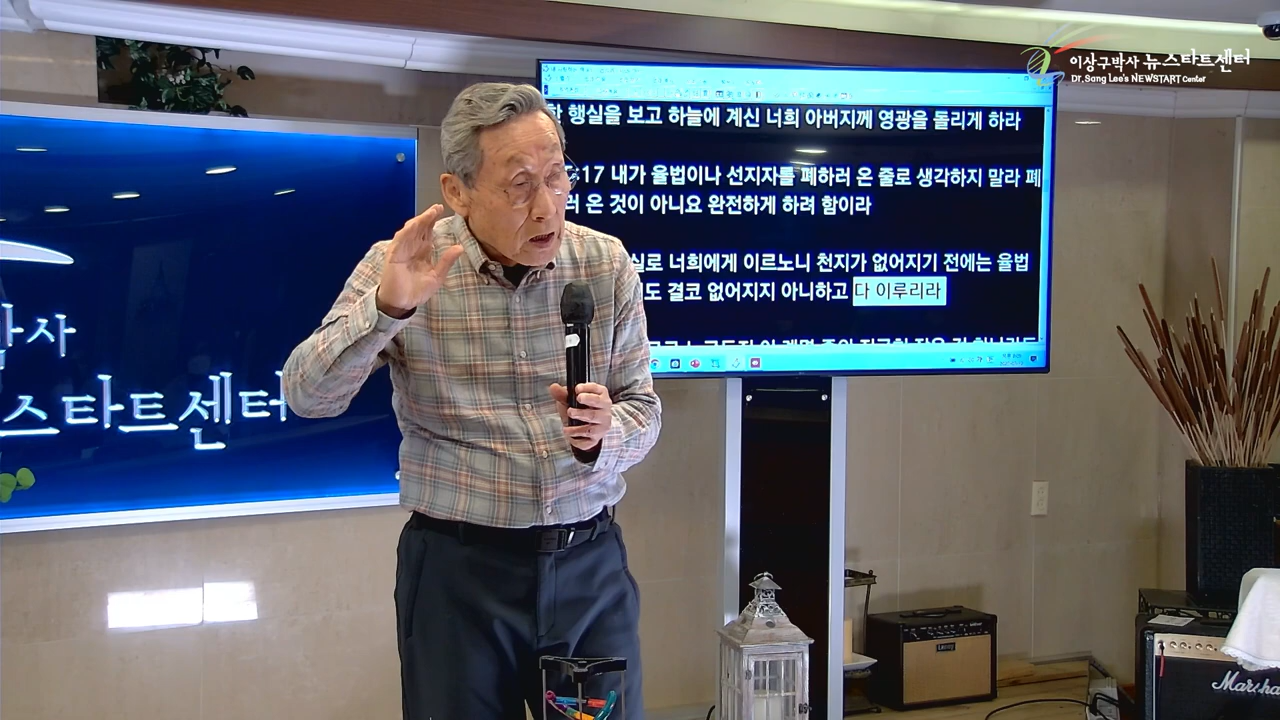 이상구박사 뉴스타트센터
Dr. Sang Lee's NEWSTART Center
행실을 보고 하늘에 계신 너희 아버지께 영광을 돌리게 하라
:17 내가 율법이나 선지자를 폐하러 온 줄로 생각하지 말라 폐
러 온 것이 아니요 완전하게 하려 함이라
실로 너희에게 이르노니 천지가 없어지기 전에는 율법
도 결코 없어지지 아니하고 다 이루리라
박사
스타트센터
Laney
Marsha